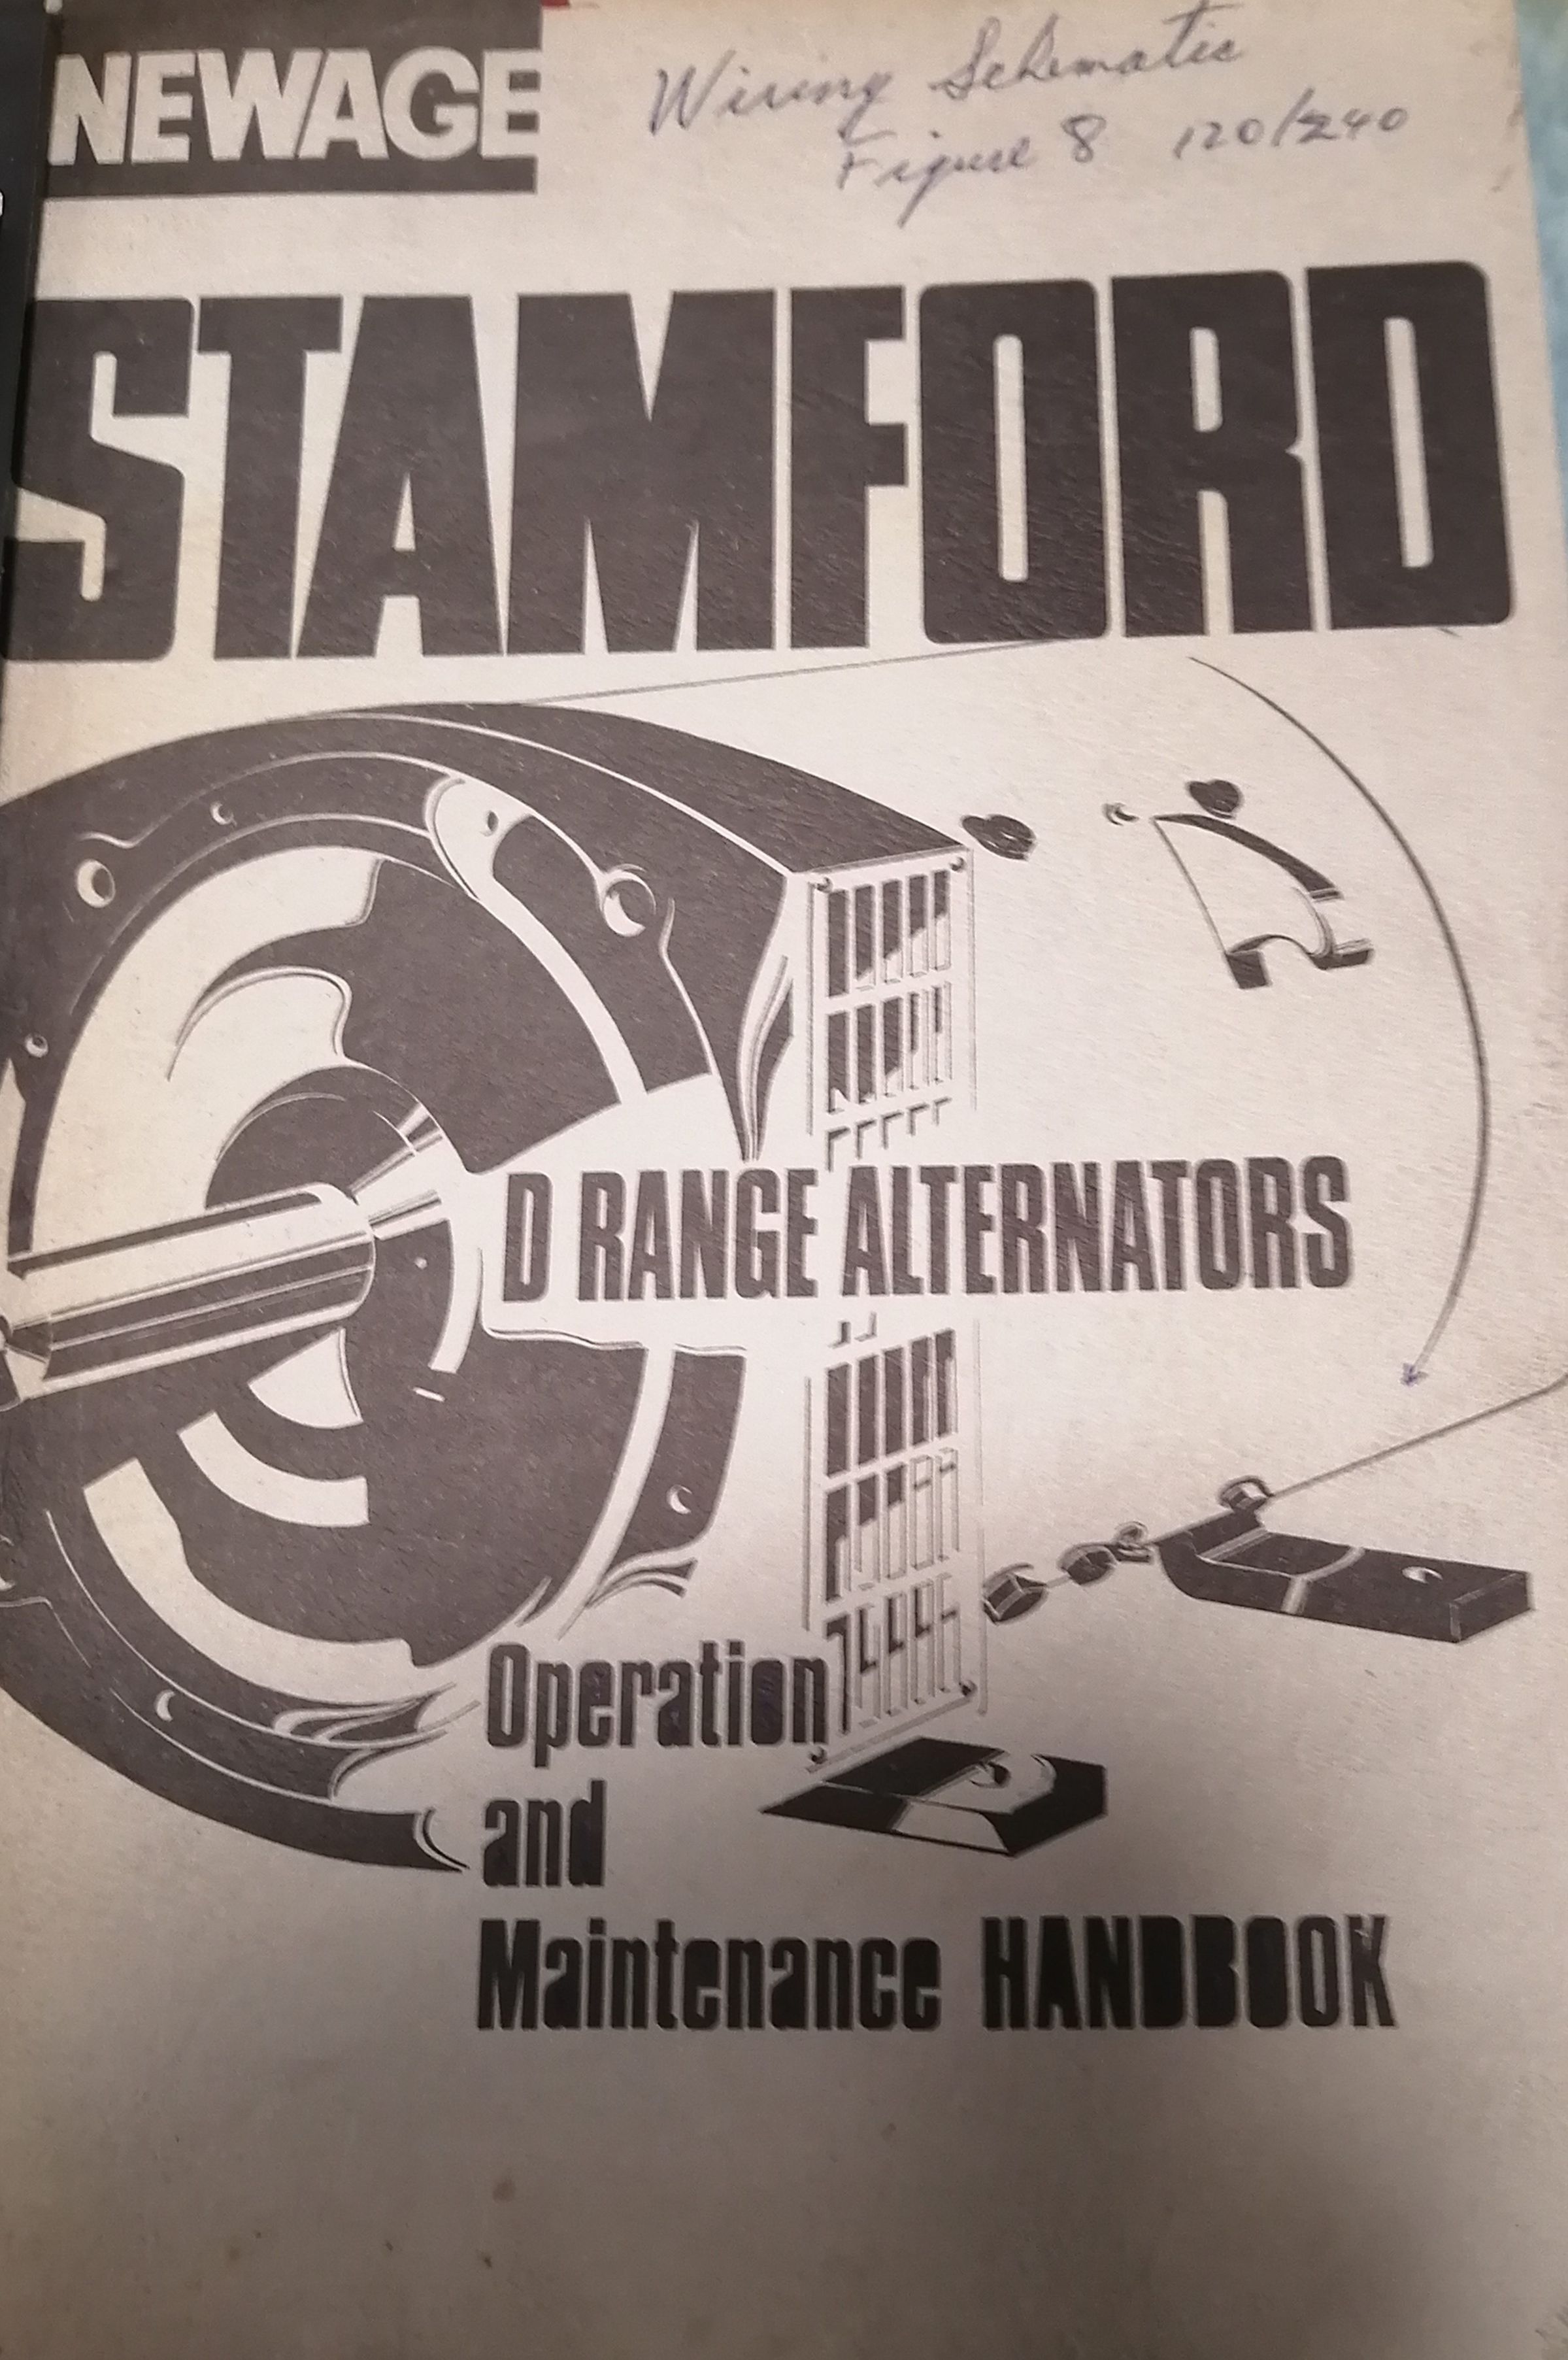 NEWAGE
Wiring Schematic
Figure 8 120/240
STAMFORD
D RANGE ALTERNATORS
Operation
and
Maintenance HANDBOOK